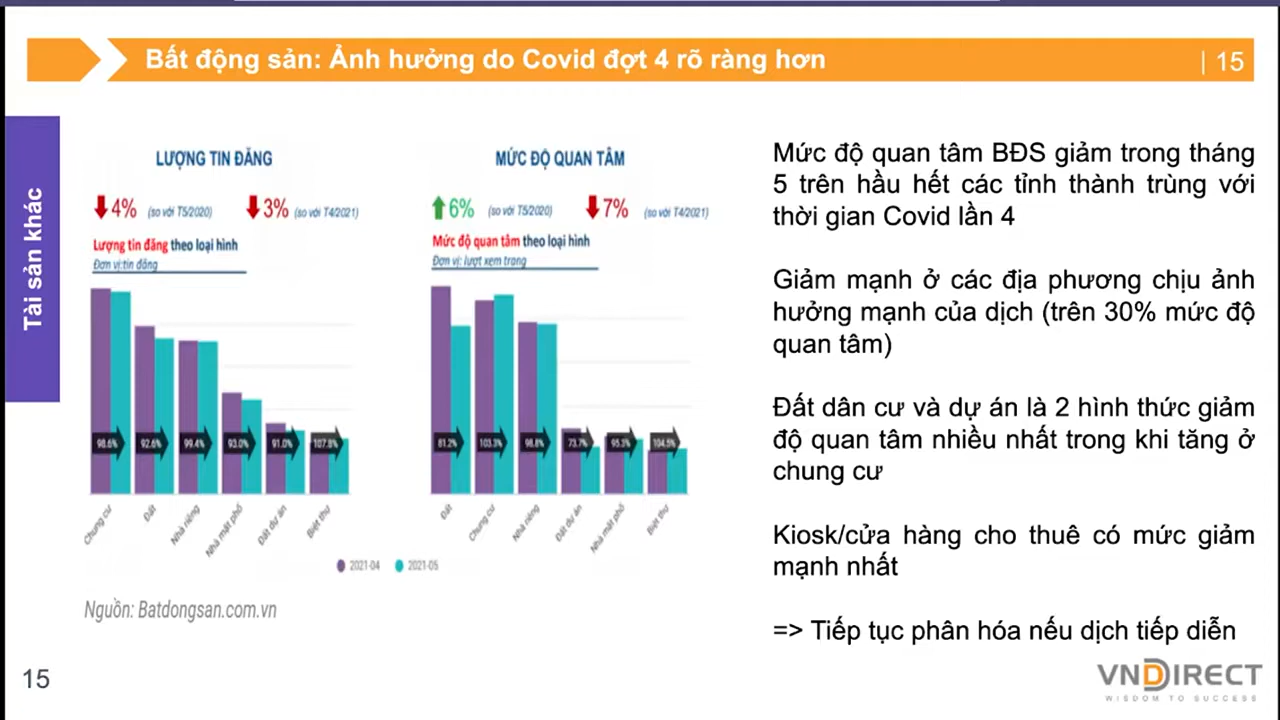 Bất động sản: Ảnh hưởng do Covid đợt 4 rõ ràng hơn
| 15
Tài sản khác
LƯỢNG TIN ĐĂNG
4% (so với T5/2020) 3% (so với T4/2021)
Lượng tin đăng theo loại hình
Đơn vị:tin đăng
98.6% 92.6% 99.4% 93.0% 91.0% 107.8%
Chung cư Đất Nhà riêng Nhà mặt phố Đất dự án Biệt thự
MỨC ĐỘ QUAN TÂM
6% (so với T5/2020) 7% (so với T4/2021)
Mức độ quan tâm theo loại hình
Đơn vị: lượt xem trang
81.2% 103.3% 98.8% 73.7% 95.3% 104.5%
Đất Chung cư Nhà riêng Đất dự án Nhà mặt phố Biệt thự
2021-04 2021-05
Nguồn: Batdongsan.com.vn
Mức độ quan tâm BĐS giảm trong tháng
5 trên hầu hết các tỉnh thành trùng với
thời gian Covid lần 4
Giảm mạnh ở các địa phương chịu ảnh
hưởng mạnh của dịch (trên 30% mức độ
quan tâm)
Đất dân cư và dự án là 2 hình thức giảm
độ quan tâm nhiều nhất trong khi tăng ở
chung cư
Kiosk/cửa hàng cho thuê có mức giảm
mạnh nhất
=> Tiếp tục phân hóa nếu dịch tiếp diễn
15
VNDIRECT
WISDOM TO SUCCESS